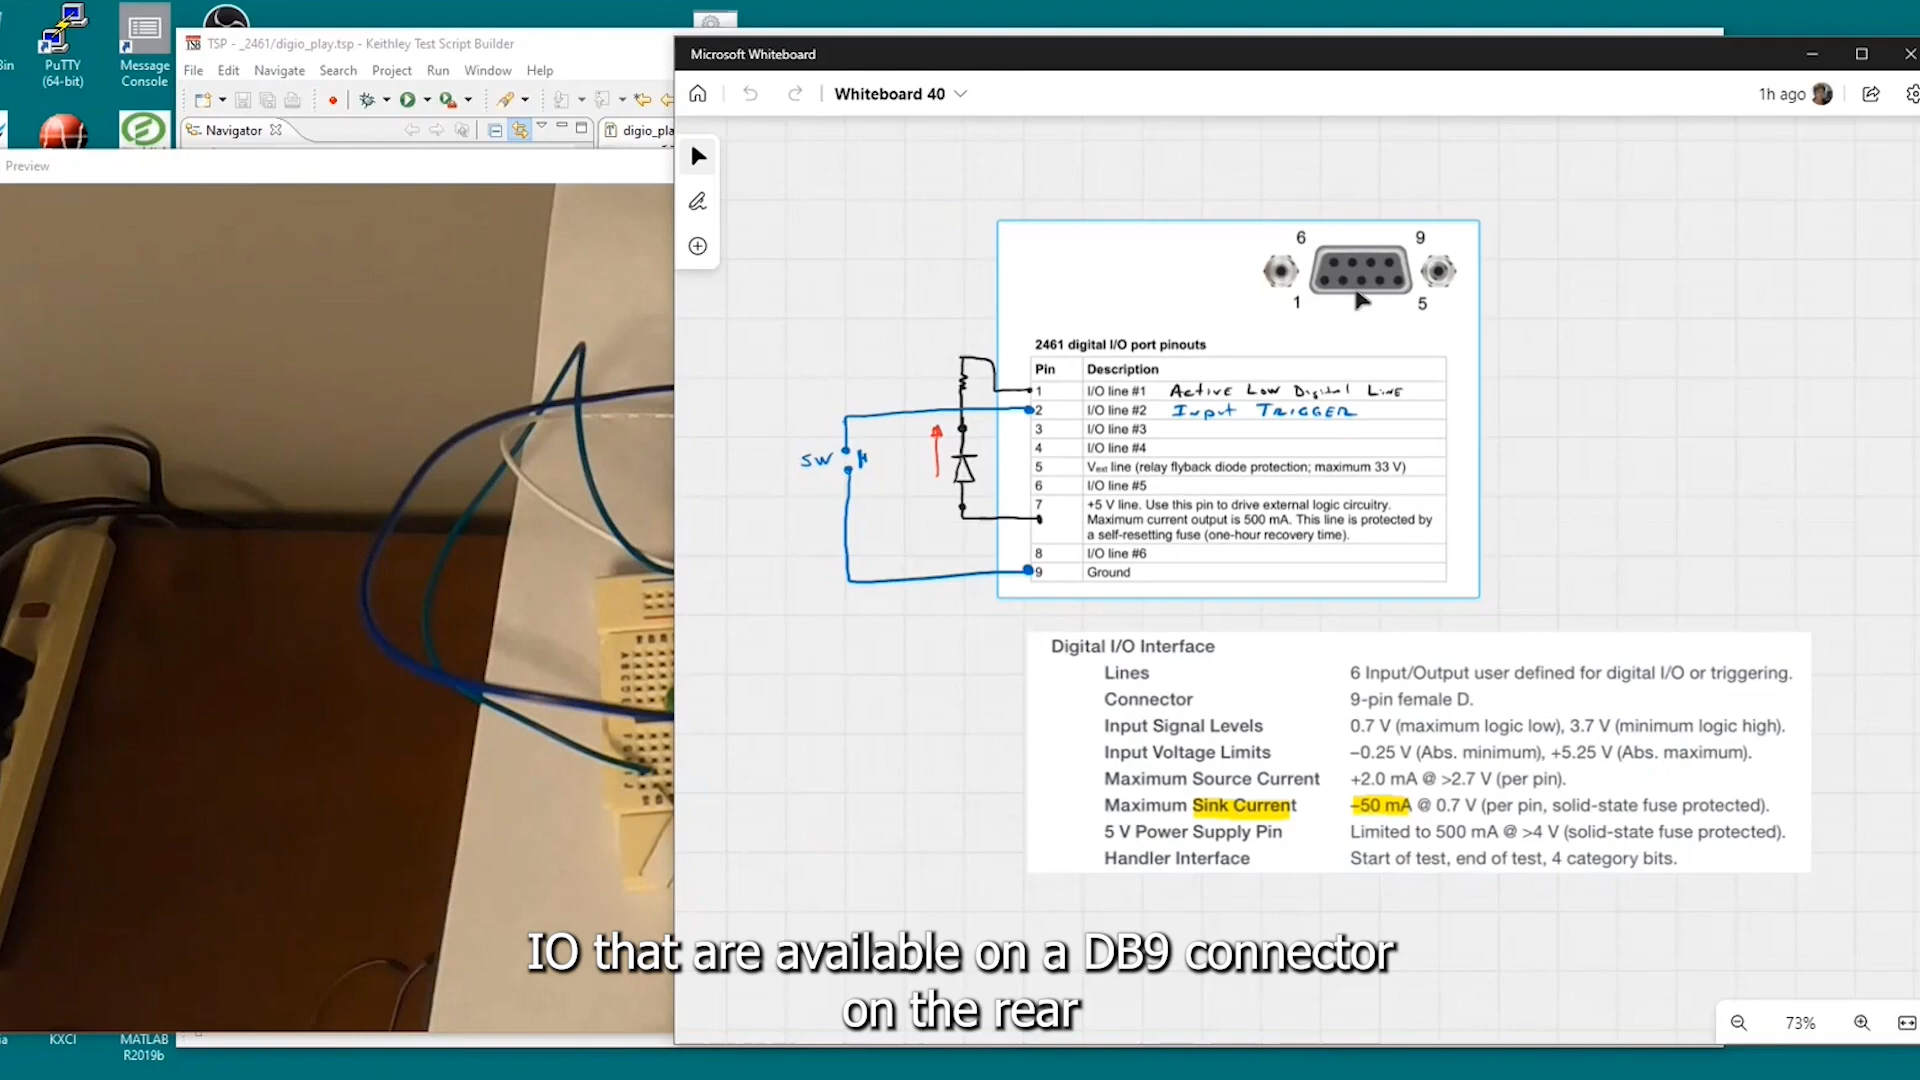 PuTTY
(64-bit)
Message
Console
TSP - _2461/digio_play.tsp - Keithley Test Script Builder
File Edit Navigate Search Project Run Window Help
Navigator
digio_pla
Preview
Microsoft Whiteboard
Whiteboard 40
1h ago
6 9
1 5
2461 digital I/O port pinouts
Pin Description
1 I/O line #1 Active Low Digital Line
2 I/O line #2 Input TRIGGER
3 I/O line #3
4 I/O line #4
5 Vext line (relay flyback diode protection; maximum 33 V)
6 I/O line #5
7 +5 V line. Use this pin to drive external logic circuitry.
Maximum current output is 500 mA. This line is protected by
a self-resetting fuse (one-hour recovery time).
8 I/O line #6
9 Ground
SW
Digital I/O Interface
Lines 6 Input/Output user defined for digital I/O or triggering.
Connector 9-pin female D.
Input Signal Levels 0.7 V (maximum logic low), 3.7 V (minimum logic high).
Input Voltage Limits –0.25 V (Abs. minimum), +5.25 V (Abs. maximum).
Maximum Source Current +2.0 mA @ >2.7 V (per pin).
Maximum Sink Current –50 mA @ 0.7 V (per pin, solid-state fuse protected).
5 V Power Supply Pin Limited to 500 mA @ >4 V (solid-state fuse protected).
Handler Interface Start of test, end of test, 4 category bits.
IO that are available on a DB9 connector
on the rear
73%
KXCI
MATLAB
R2019b